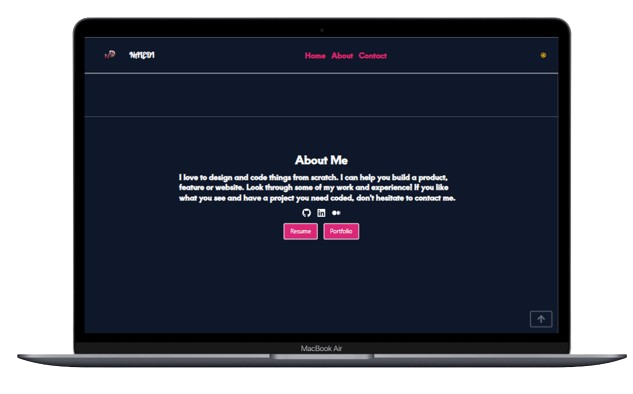 NALEDI
Home About Contact
About Me
I love to design and code things from scratch. I can help you build a product,
feature or website. Look through some of my work and experience! If you like
what you see and have a project you need coded, don't hesitate to contact me.
Resume Portfolio
MacBook Air